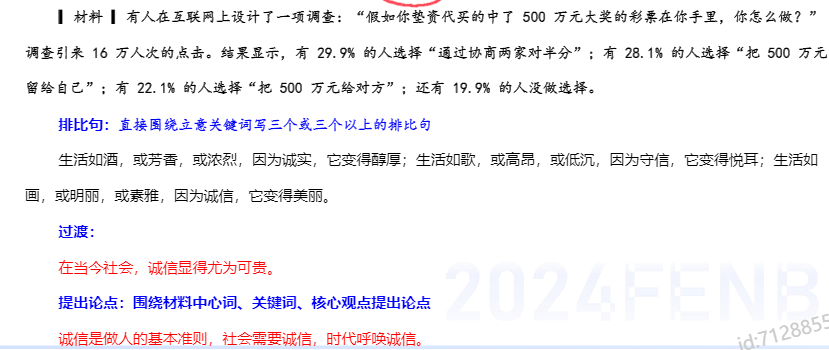 ▎材料 ▎有人在互联网上设计了一项调查：“假如你垫资代买的中了 500 万元大奖的彩票在你手里，你怎么做？”
调查引来 16 万人次的点击。结果显示，有 29.9% 的人选择“通过协商两家对半分”；有 28.1% 的人选择“把 500 万元
留给自己”；有 22.1% 的人选择“把 500 万元给对方”；还有 19.9% 的人没做选择。
排比句：直接围绕立意关键词写三个或三个以上的排比句
生活如酒，或芳香，或浓烈，因为诚实，它变得醇厚；生活如歌，或高昂，或低沉，因为守信，它变得悦耳；生活如
画，或明丽，或素雅，因为诚信，它变得美丽。
过渡：
在当今社会，诚信显得尤为可贵。
提出论点：围绕材料中心词、关键词、核心观点提出论点
诚信是做人的基本准则，社会需要诚信，时代呼唤诚信。
2024FENB
id:7128855